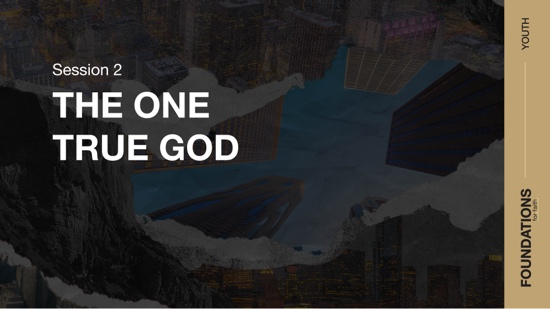 Session 2
THE ONE
TRUE GOD
YOUTH
FOUNDATIONS
for faith